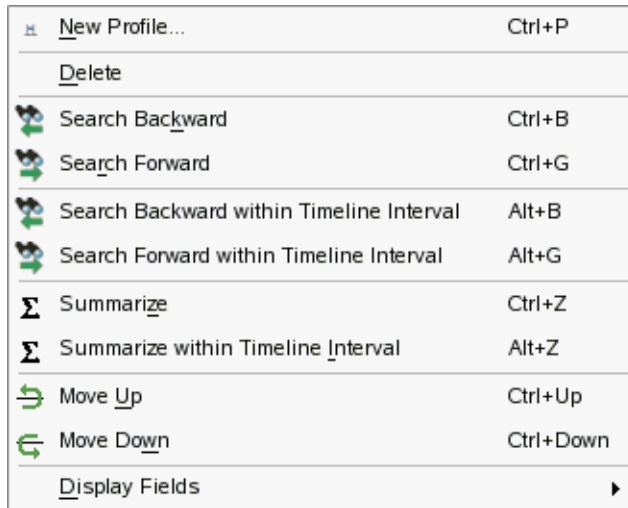 New Profile... Ctrl+P
Delete
Search Backward Ctrl+B
Search Forward Ctrl+G
Search Backward within Timeline Interval Alt+B
Search Forward within Timeline Interval Alt+G
Σ Summarize Ctrl+Z
Σ Summarize within Timeline Interval Alt+Z
Move Up Ctrl+Up
Move Down Ctrl+Down
Display Fields